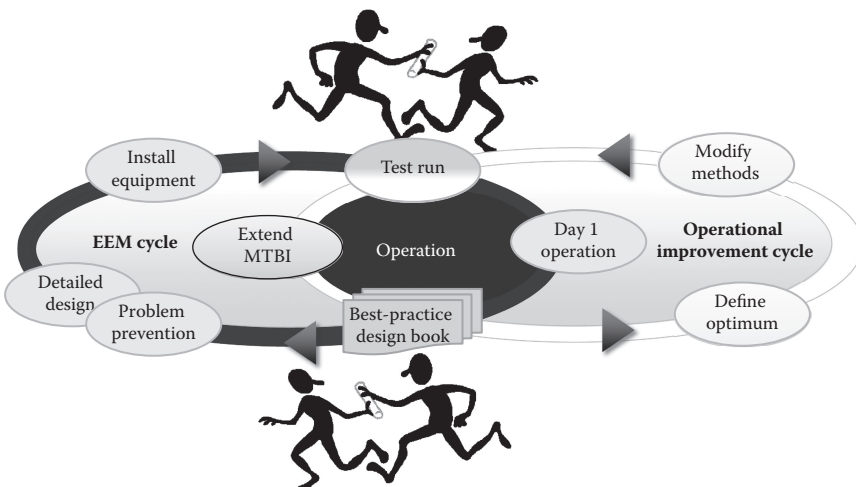 Install
equipment
Test run
Modify
methods
EEM cycle
Extend
MTBI
Operation
Day 1
operation
Operational
improvement cycle
Detailed
design
Problem
prevention
Best-practice
design book
Define
optimum